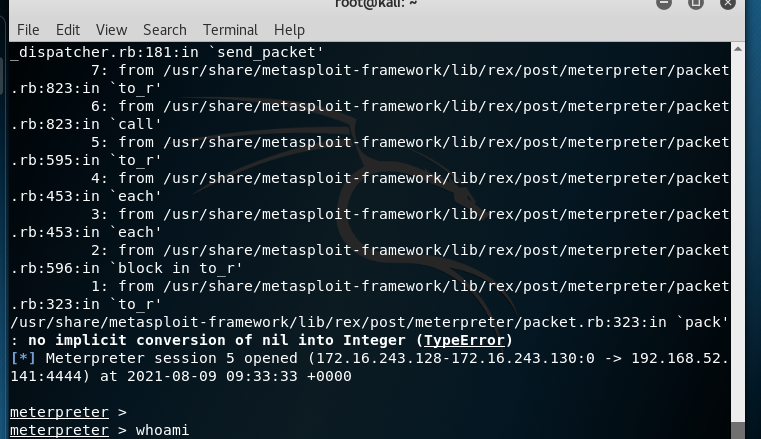 root@kali: ~
File Edit View Search Terminal Help
_dispatcher.rb:181:in `send_packet'
7: from /usr/share/metasploit-framework/lib/rex/post/meterpreter/packet
.rb:823:in `to_r'
6: from /usr/share/metasploit-framework/lib/rex/post/meterpreter/packet
.rb:823:in `call'
5: from /usr/share/metasploit-framework/lib/rex/post/meterpreter/packet
.rb:595:in `to_r'
4: from /usr/share/metasploit-framework/lib/rex/post/meterpreter/packet
.rb:453:in `each'
3: from /usr/share/metasploit-framework/lib/rex/post/meterpreter/packet
.rb:453:in `each'
2: from /usr/share/metasploit-framework/lib/rex/post/meterpreter/packet
.rb:596:in `block in to_r'
1: from /usr/share/metasploit-framework/lib/rex/post/meterpreter/packet
.rb:323:in `to_r'
/usr/share/metasploit-framework/lib/rex/post/meterpreter/packet.rb:323:in `pack'
: no implicit conversion of nil into Integer (TypeError)
[*] Meterpreter session 5 opened (172.16.243.128-172.16.243.130:0 -> 192.168.52.
141:4444) at 2021-08-09 09:33:33 +0000
meterpreter >
meterpreter > whoami